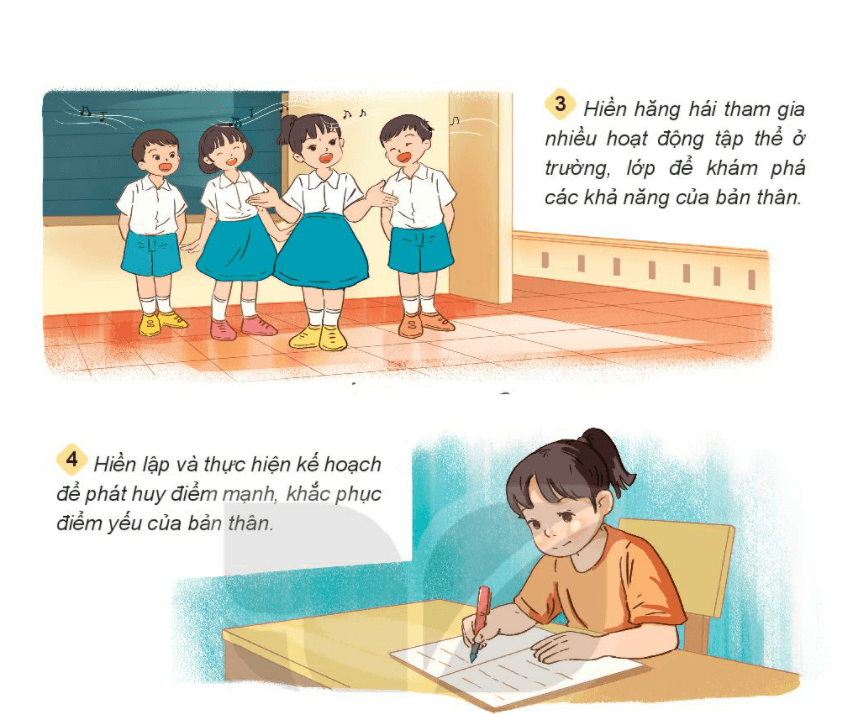 3 Hiền hăng hái tham gia
nhiều hoạt động tập thể ở
trường, lớp để khám phá
các khả năng của bản thân.
4 Hiền lập và thực hiện kế hoạch
để phát huy điểm mạnh, khắc phục
điểm yếu của bản thân.